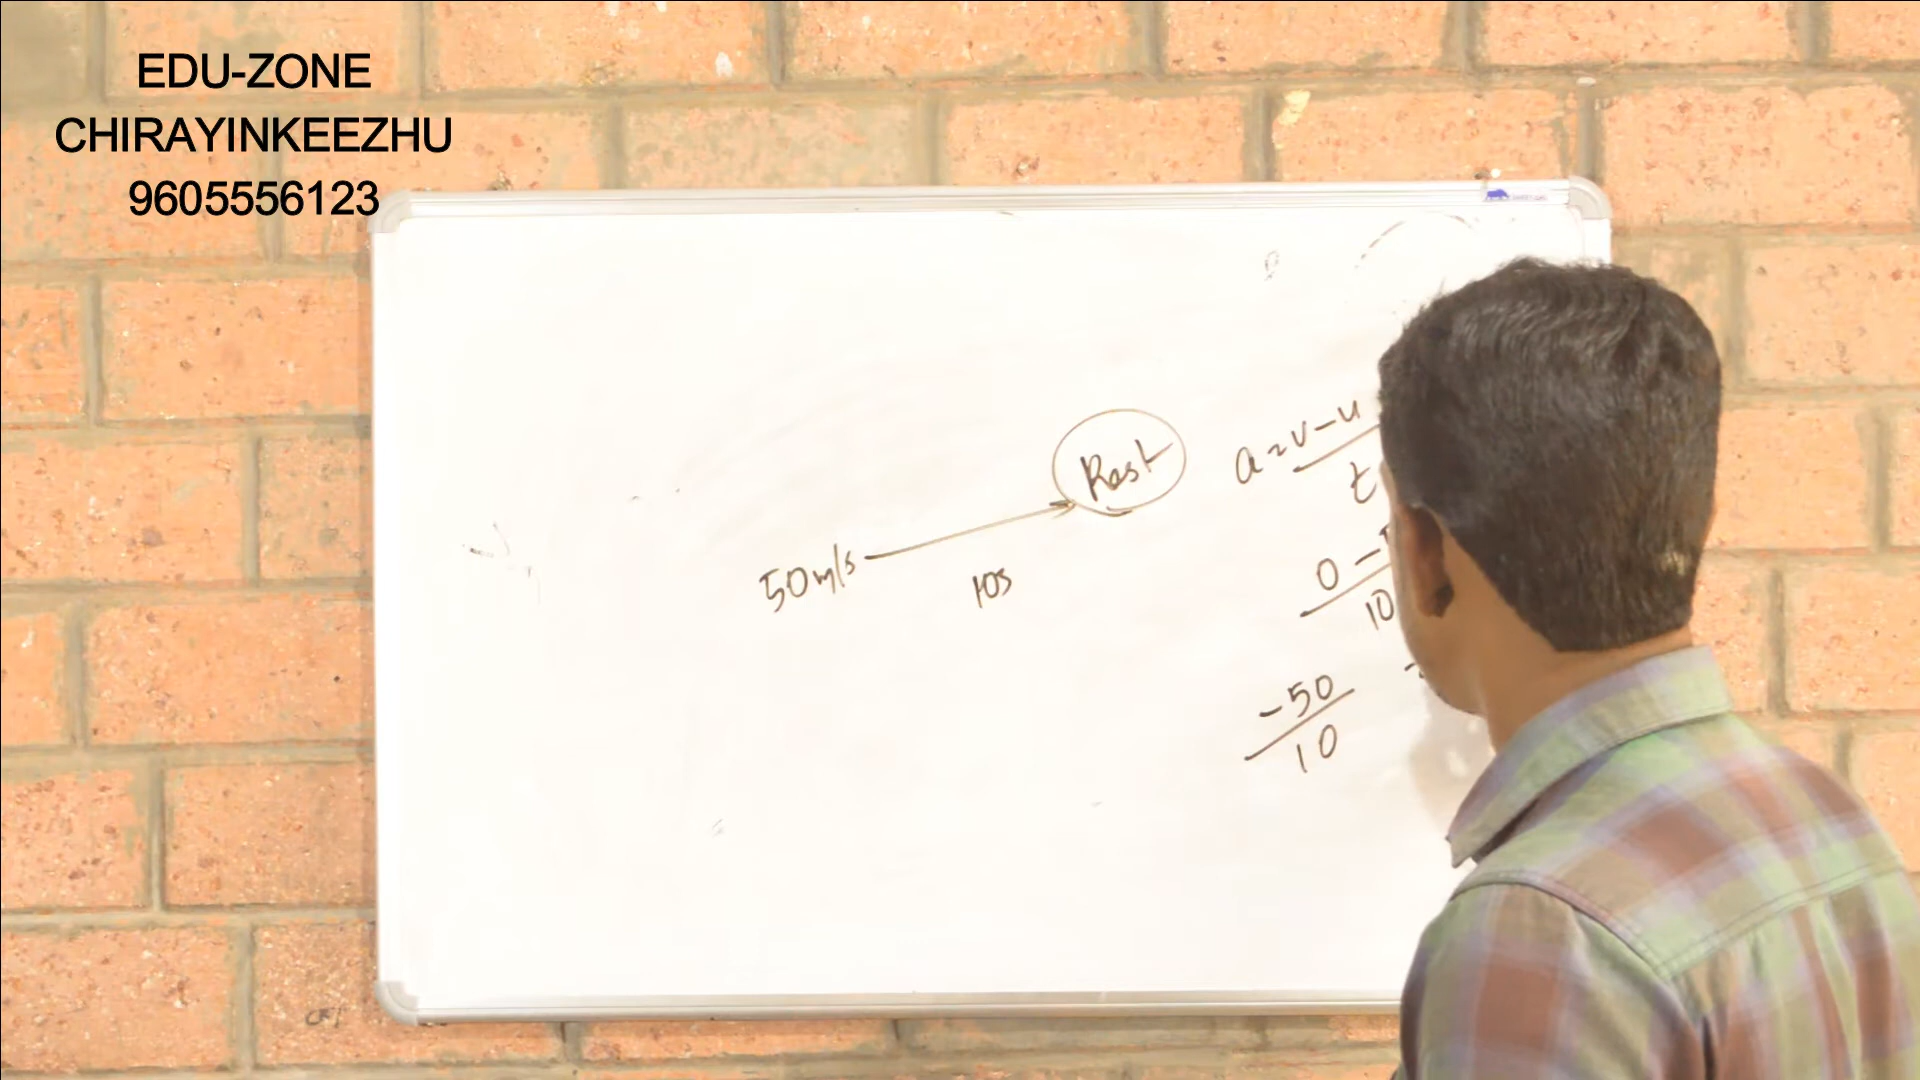 EDU-ZONE
CHIRAYINKEEZHU
9605556123
Rest
50 m/s
10s
a = v - u
t
0 -
10
- 50
10